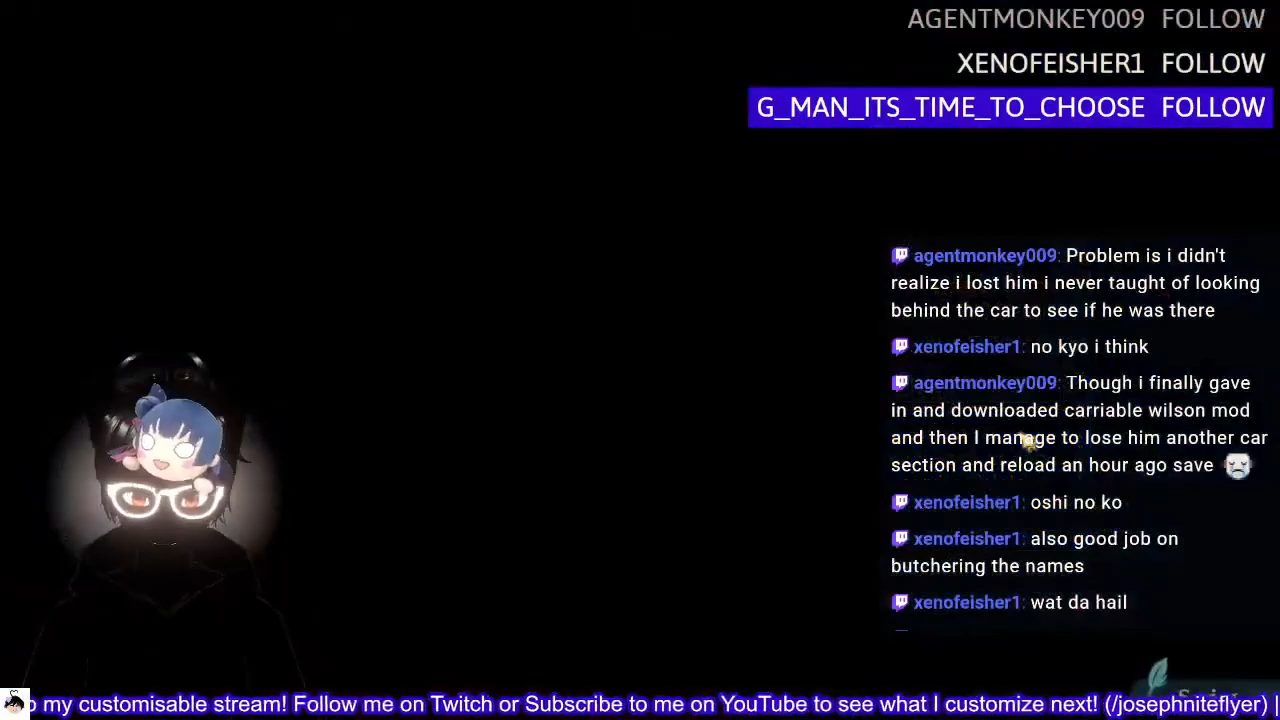 AGENTMONKEY009 FOLLOW
XENOFEISHER1 FOLLOW
G_MAN_ITS_TIME_TO_CHOOSE FOLLOW
agentmonkey009: Problem is i didn't
realize i lost him i never taught of looking
behind the car to see if he was there
xenofeisher1: no kyo i think
agentmonkey009: Though i finally gave
in and downloaded carriable wilson mod
and then I manage to lose him another car
section and reload an hour ago save
xenofeisher1: oshi no ko
xenofeisher1: also good job on
butchering the names
xenofeisher1: wat da hail
my customisable stream! Follow me on Twitch or Subscribe to me on YouTube to see what I customize next! (/josephniteflyer) |